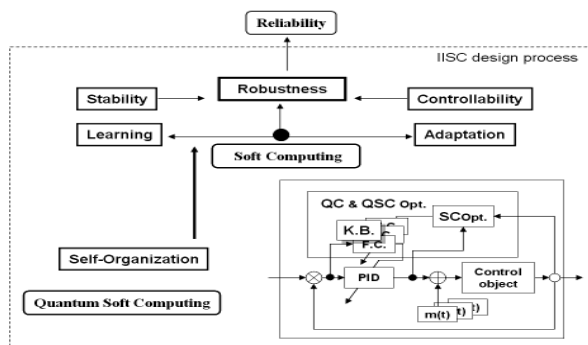 Reliability
IISC design process
Robustness
Stability
Controllability
Learning
Adaptation
Soft Computing
QC & QSC Opt.
SCOpt.
K.B.
F.C.
Self-Organization
PID
Control
object
Quantum Soft Computing
m(t)